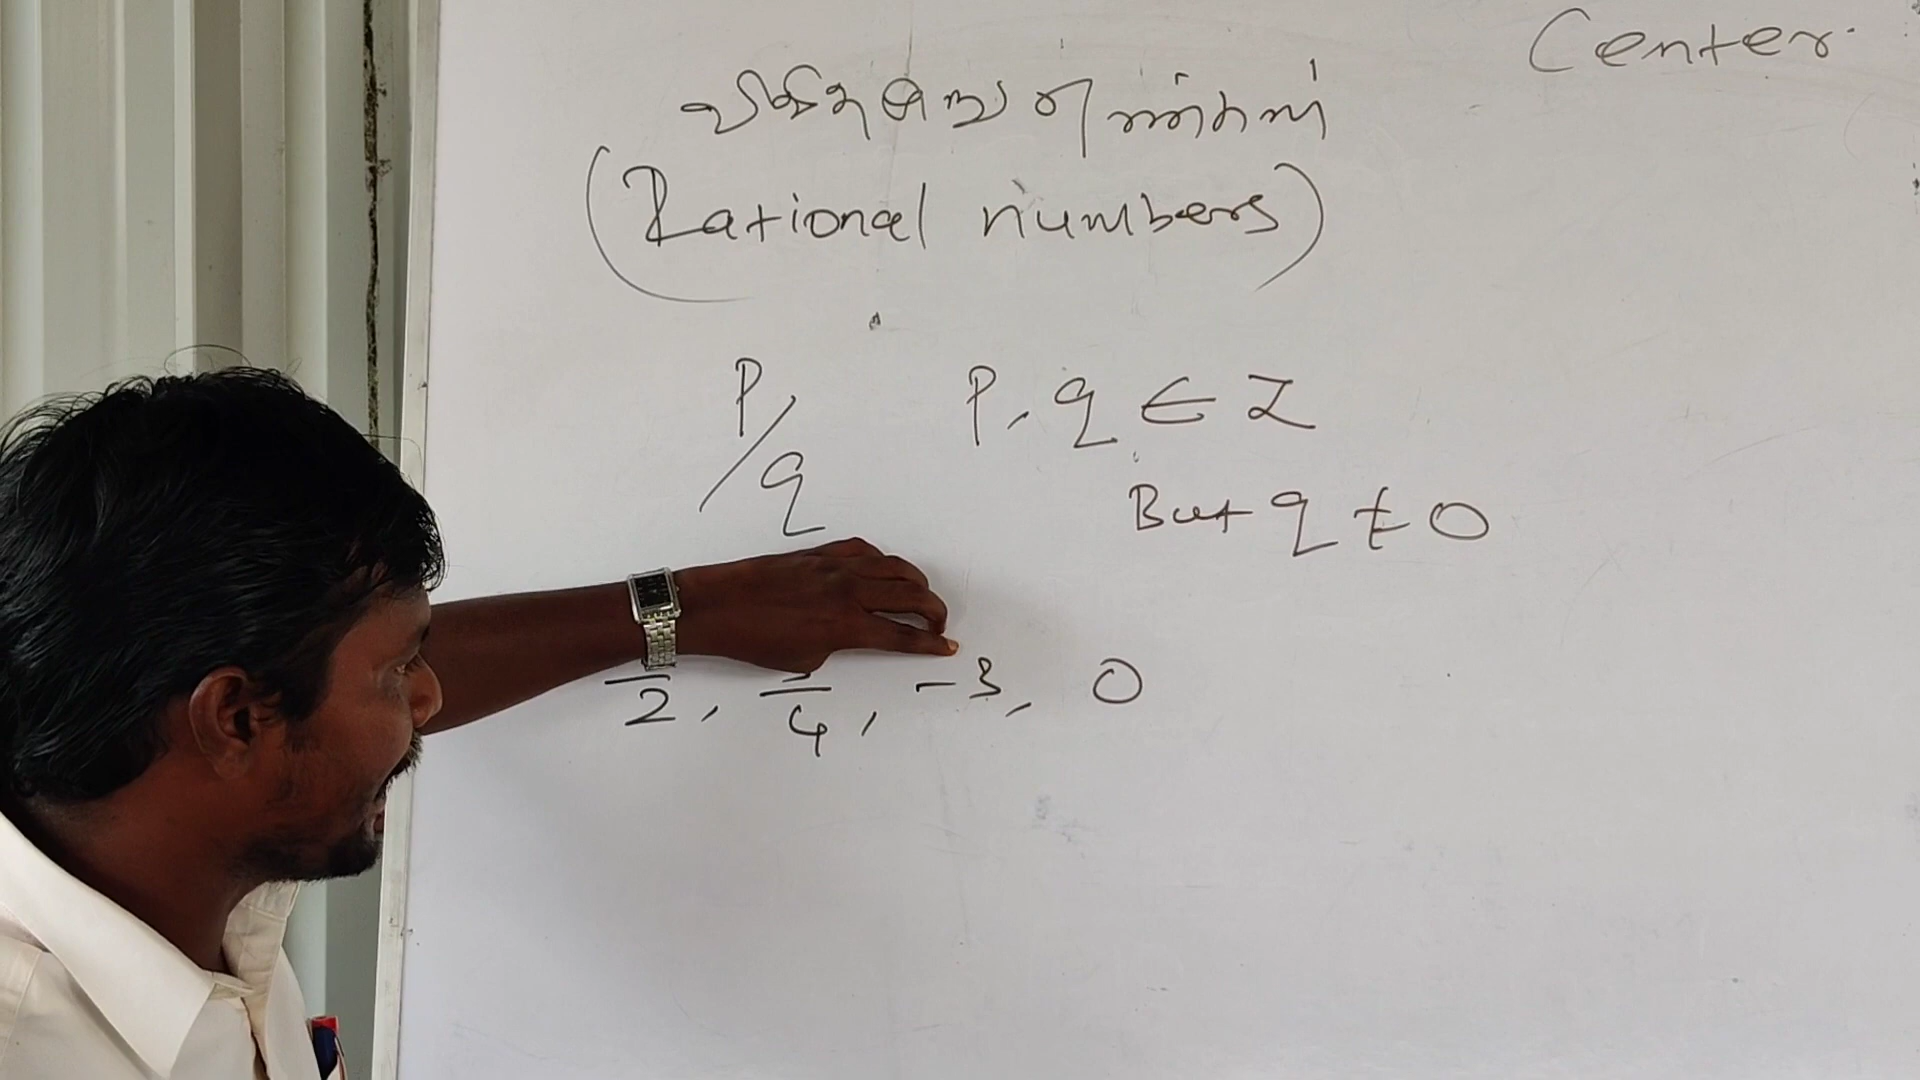 Center
விகிதமுறு எண்கள்
(Rational numbers)
P/q P, q ∈ Z
But q ≠ 0
2, 4, -3, 0